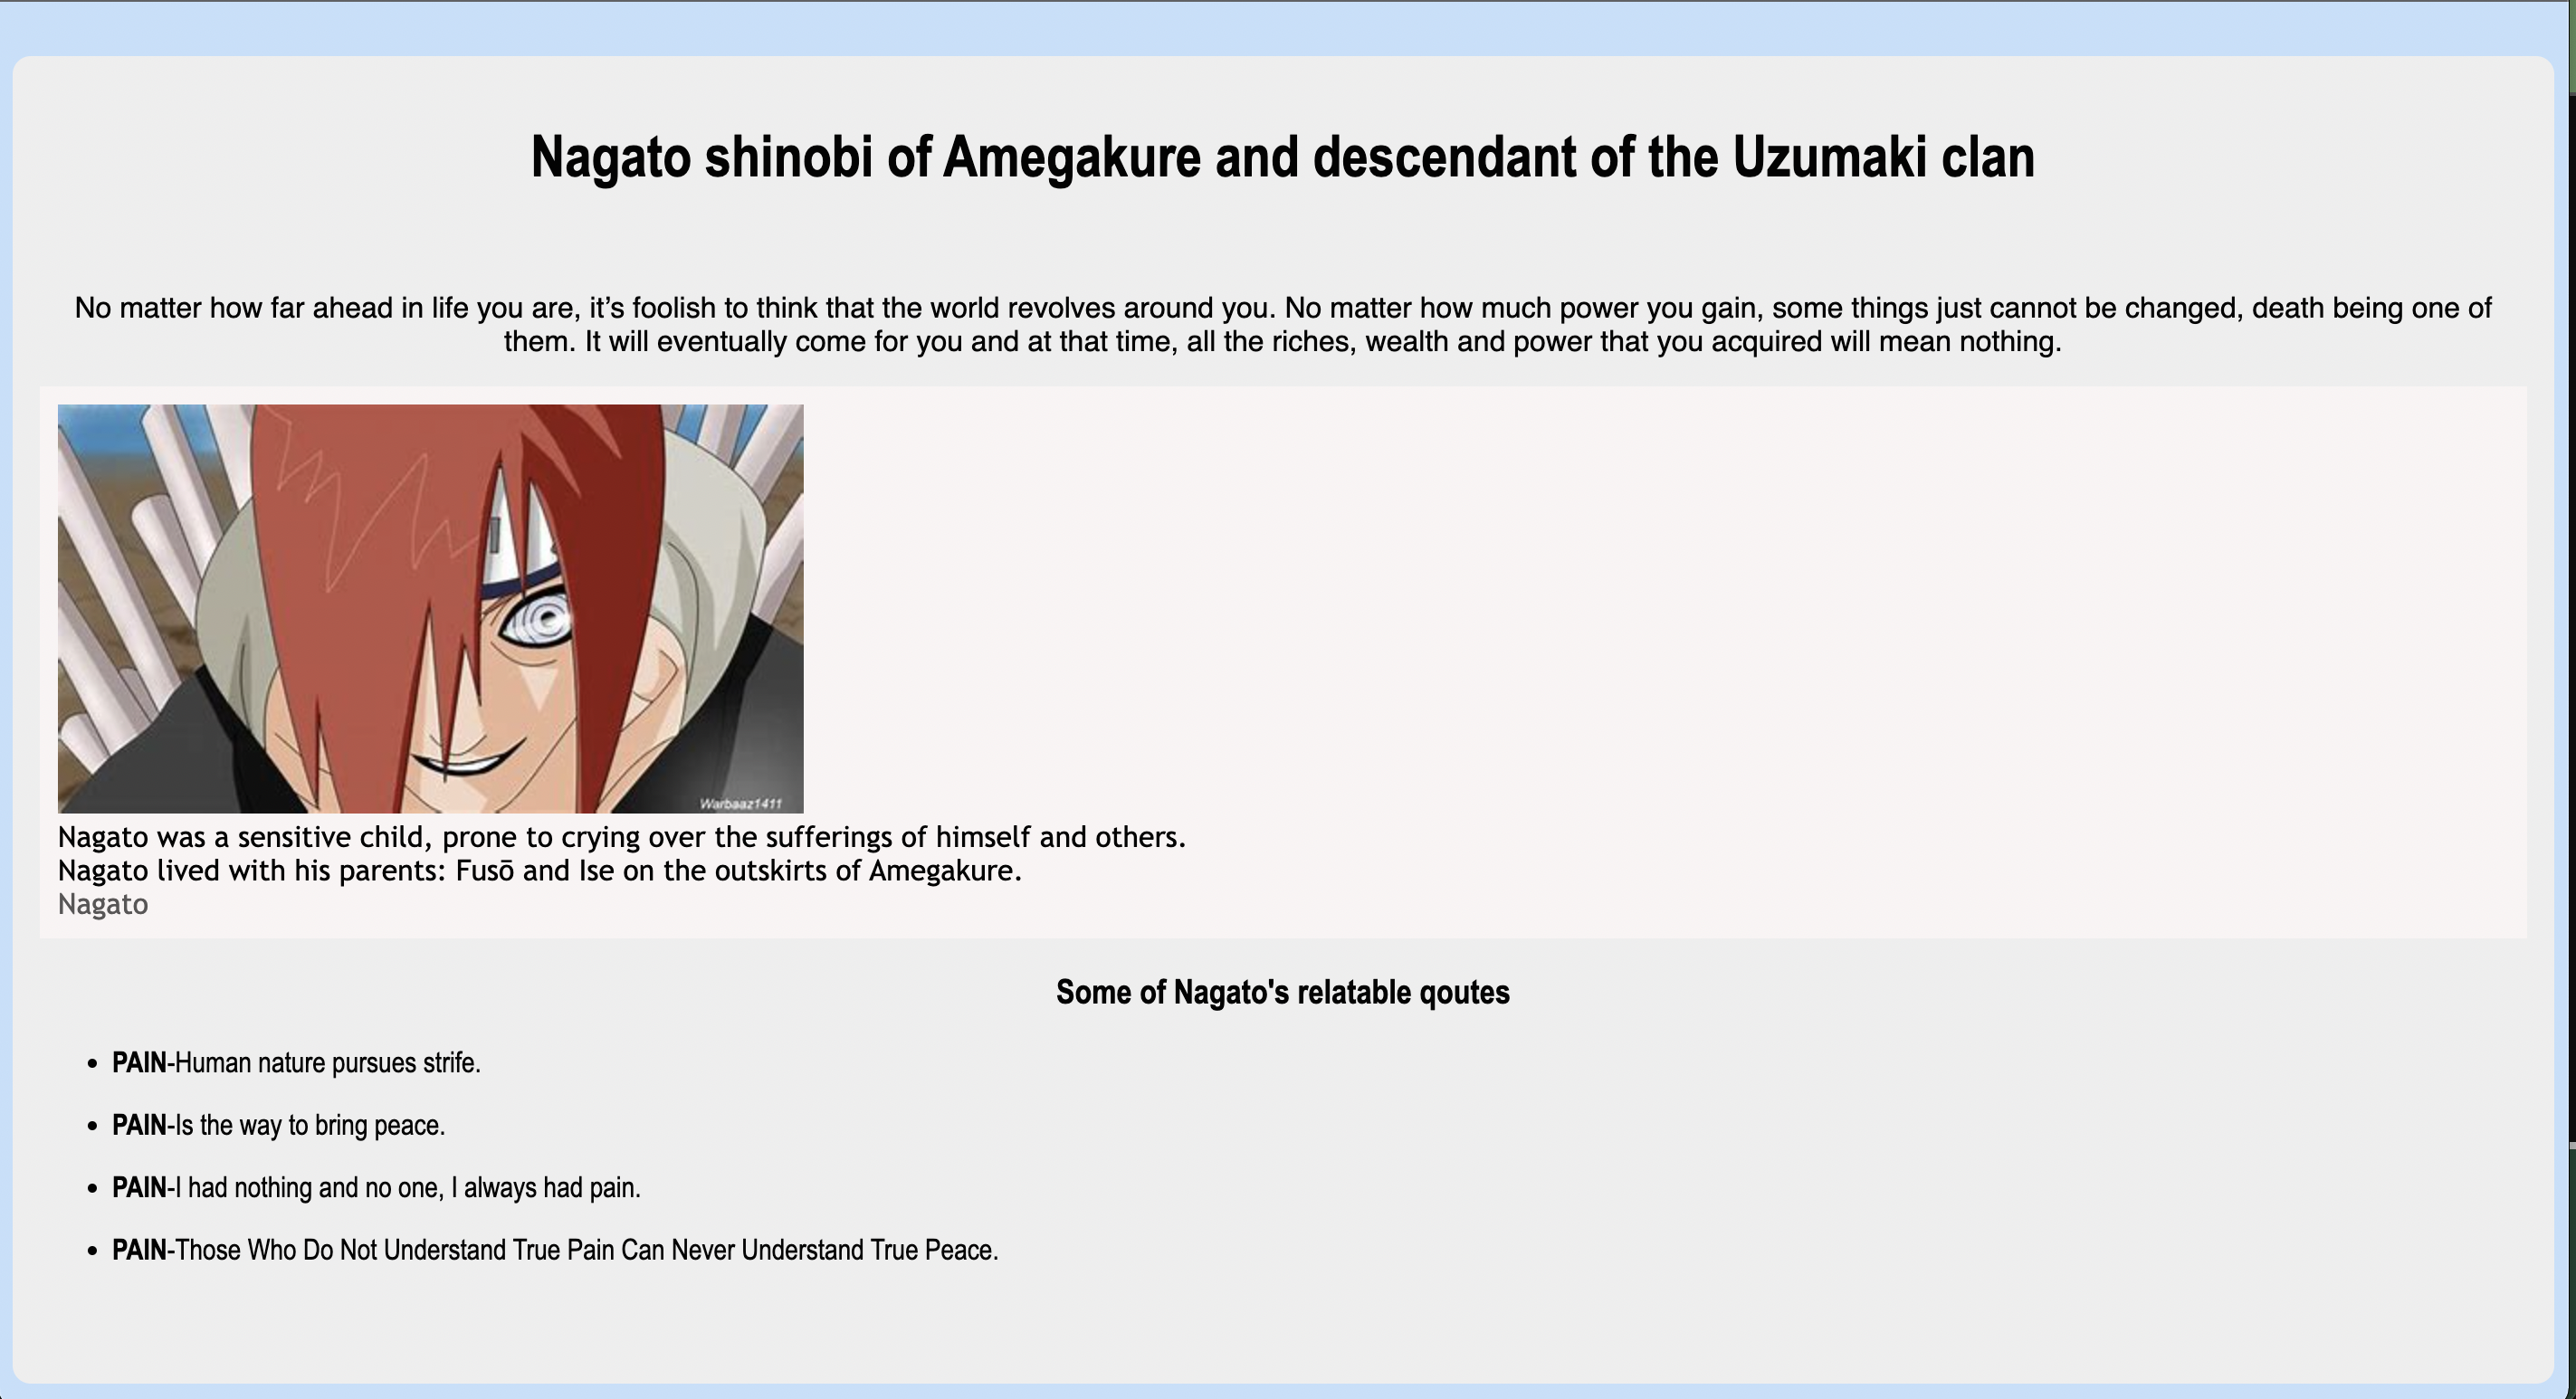 Nagato shinobi of Amegakure and descendant of the Uzumaki clan
No matter how far ahead in life you are, it’s foolish to think that the world revolves around you. No matter how much power you gain, some things just cannot be changed, death being one of
them. It will eventually come for you and at that time, all the riches, wealth and power that you acquired will mean nothing.
Warbaaz1411
Nagato was a sensitive child, prone to crying over the sufferings of himself and others.
Nagato lived with his parents: Fusō and Ise on the outskirts of Amegakure.
Nagato
Some of Nagato's relatable qoutes
• PAIN-Human nature pursues strife.
• PAIN-Is the way to bring peace.
• PAIN-I had nothing and no one, I always had pain.
• PAIN-Those Who Do Not Understand True Pain Can Never Understand True Peace.